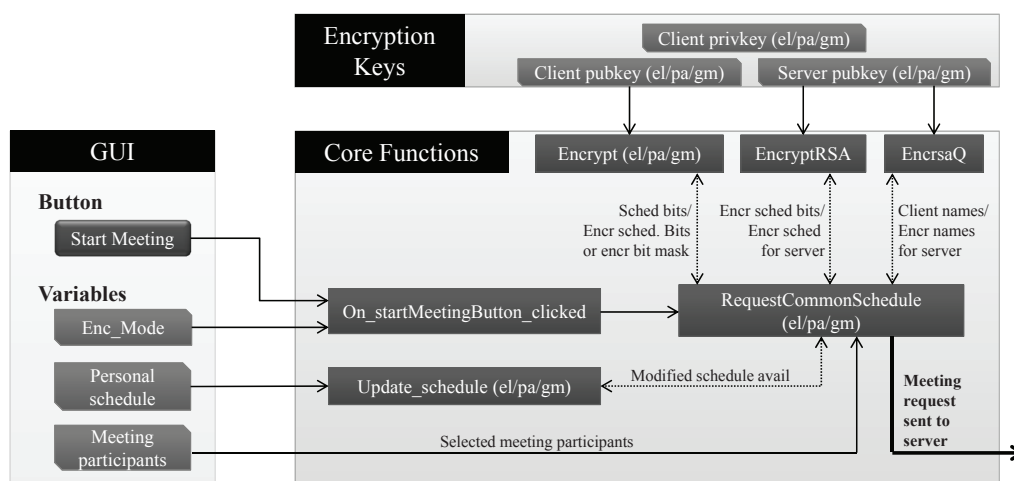 Encryption
Keys
Client privkey (el/pa/gm)
Client pubkey (el/pa/gm)
Server pubkey (el/pa/gm)
GUI
Core Functions
Encrypt (el/pa/gm)
EncryptRSA
EncrsaQ
Button
Start Meeting
Sched bits/
Encr sched. Bits
or encr bit mask
Encr sched bits/
Encr sched
for server
Client names/
Encr names
for server
Variables
Enc_Mode
On_startMeetingButton_clicked
RequestCommonSchedule
(el/pa/gm)
Personal
schedule
Update_schedule (el/pa/gm)
Modified schedule avail
Meeting
request
sent to
server
Meeting
participants
Selected meeting participants